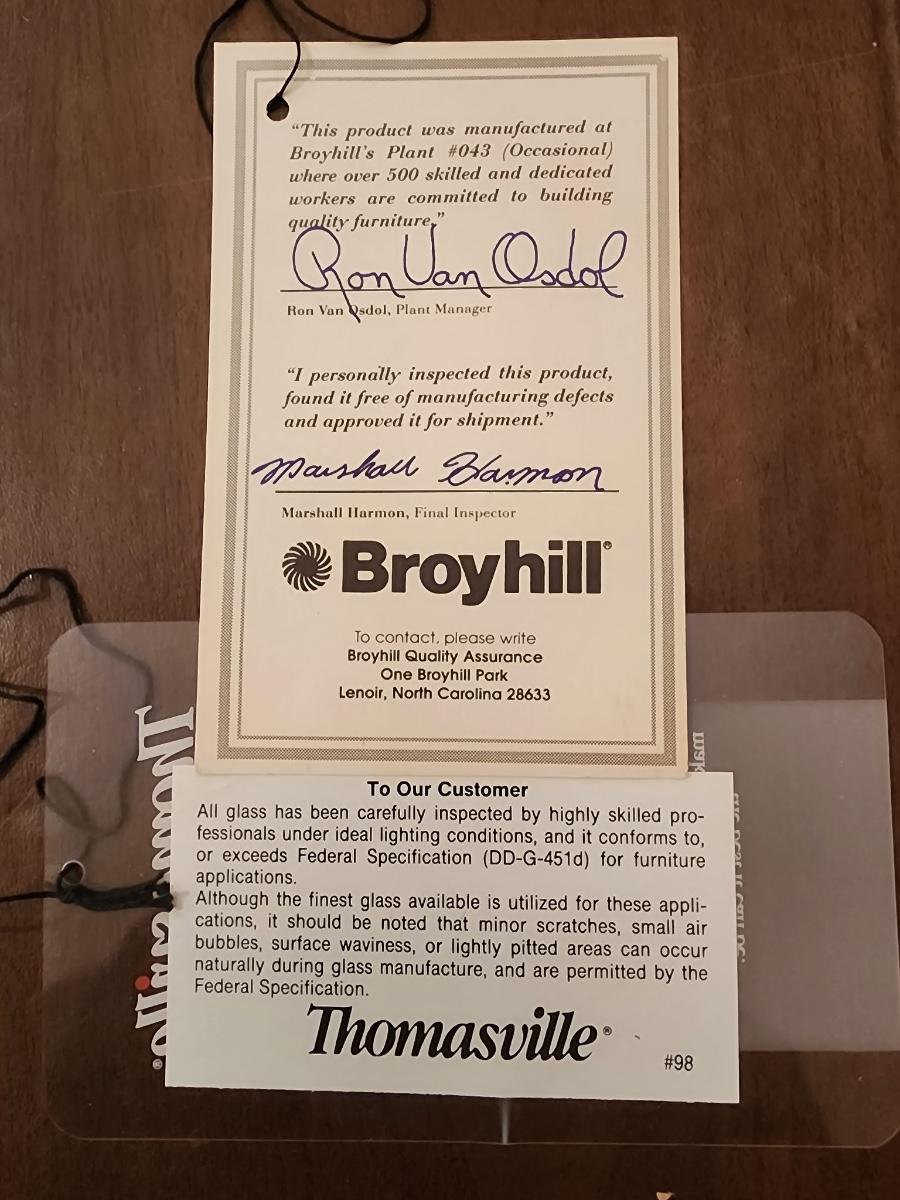 “This product was manufactured at
Broyhill's Plant #043 (Occasional)
where over 500 skilled and dedicated
workers are committed to building
quality furniture.”
Ron Van Osdol
Ron Van Osdol, Plant Manager
“I personally inspected this product,
found it free of manufacturing defects
and approved it for shipment.”
Marshall Harmon
Marshall Harmon, Final Inspector
Broyhill®
To contact, please write
Broyhill Quality Assurance
One Broyhill Park
Lenoir, North Carolina 28633
To Our Customer
All glass has been carefully inspected by highly skilled pro-
fessionals under ideal lighting conditions, and it conforms to,
or exceeds Federal Specification (DD-G-451d) for furniture
applications.
Although the finest glass available is utilized for these appli-
cations, it should be noted that minor scratches, small air
bubbles, surface waviness, or lightly pitted areas can occur
naturally during glass manufacture, and are permitted by the
Federal Specification.
Thomasville®
#98
Thomasville®